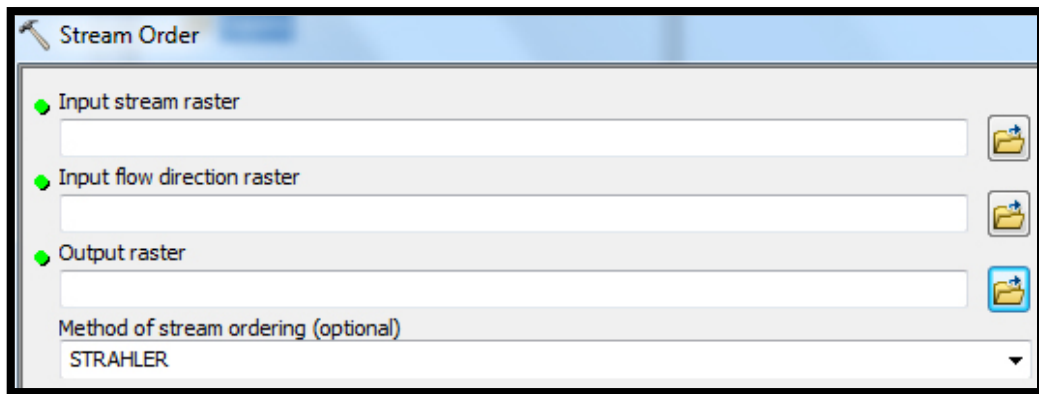 Stream Order
Input stream raster
Input flow direction raster
Output raster
Method of stream ordering (optional)
STRAHLER